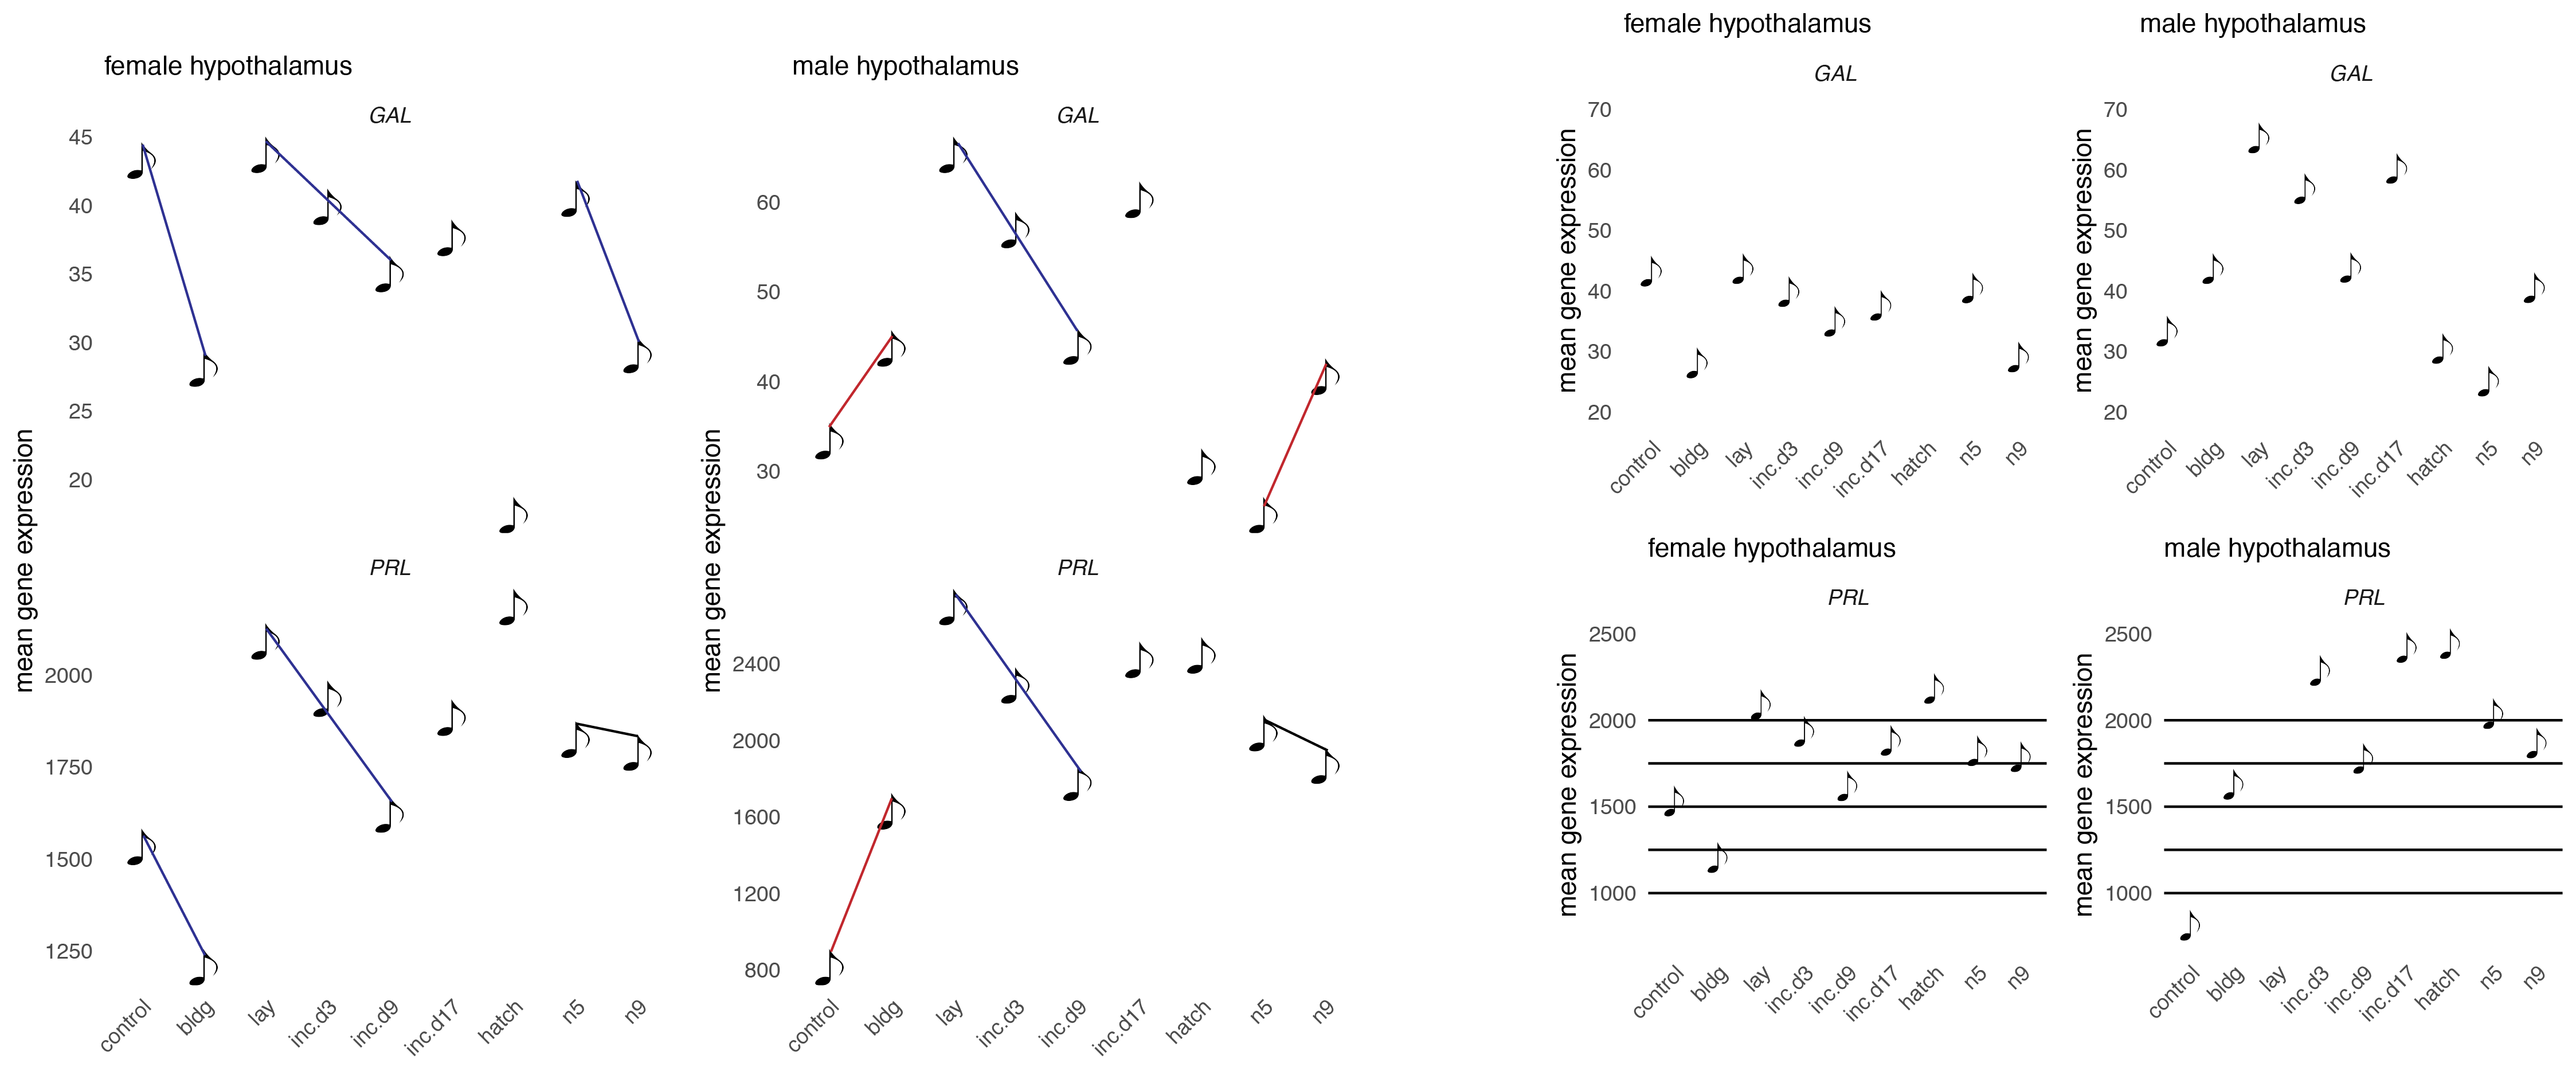 female hypothalamus
GAL
45
40
35
30
25
20
mean gene expression
PRL
2000
1750
1500
1250
control
bldg
lay
inc.d3
inc.d9
inc.d17
hatch
n5
n9
male hypothalamus
GAL
60
50
40
30
mean gene expression
PRL
2400
2000
1600
1200
800
control
bldg
lay
inc.d3
inc.d9
inc.d17
hatch
n5
n9
female hypothalamus
GAL
70
60
50
40
30
20
mean gene expression
control
bldg
lay
inc.d3
inc.d9
inc.d17
hatch
n5
n9
male hypothalamus
GAL
70
60
50
40
30
20
mean gene expression
control
bldg
lay
inc.d3
inc.d9
inc.d17
hatch
n5
n9
female hypothalamus
PRL
2500
2000
1500
1000
mean gene expression
control
bldg
lay
inc.d3
inc.d9
inc.d17
hatch
n5
n9
male hypothalamus
PRL
2500
2000
1500
1000
mean gene expression
control
bldg
lay
inc.d3
inc.d9
inc.d17
hatch
n5
n9